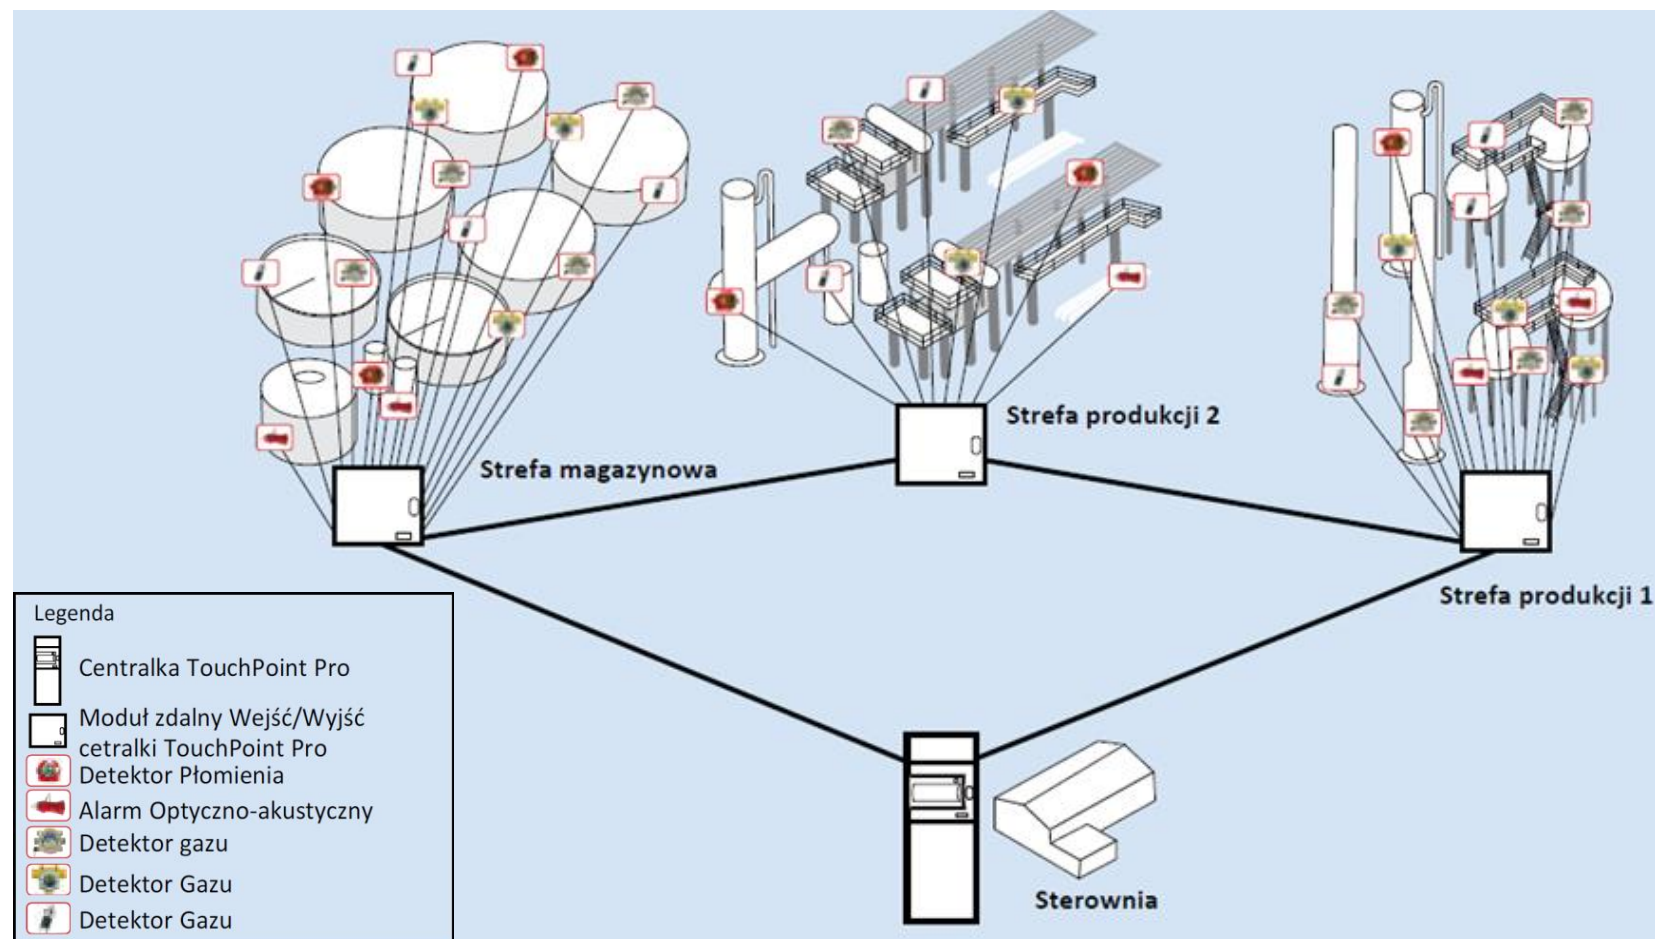 Strefa produkcji 2
Strefa magazynowa
Strefa produkcji 1
Legenda
Centralka TouchPoint Pro
Moduł zdalny Wejść/Wyjść
cetralki TouchPoint Pro
Detektor Płomienia
Alarm Optyczno-akustyczny
Detektor gazu
Detektor Gazu
Detektor Gazu
Sterownia